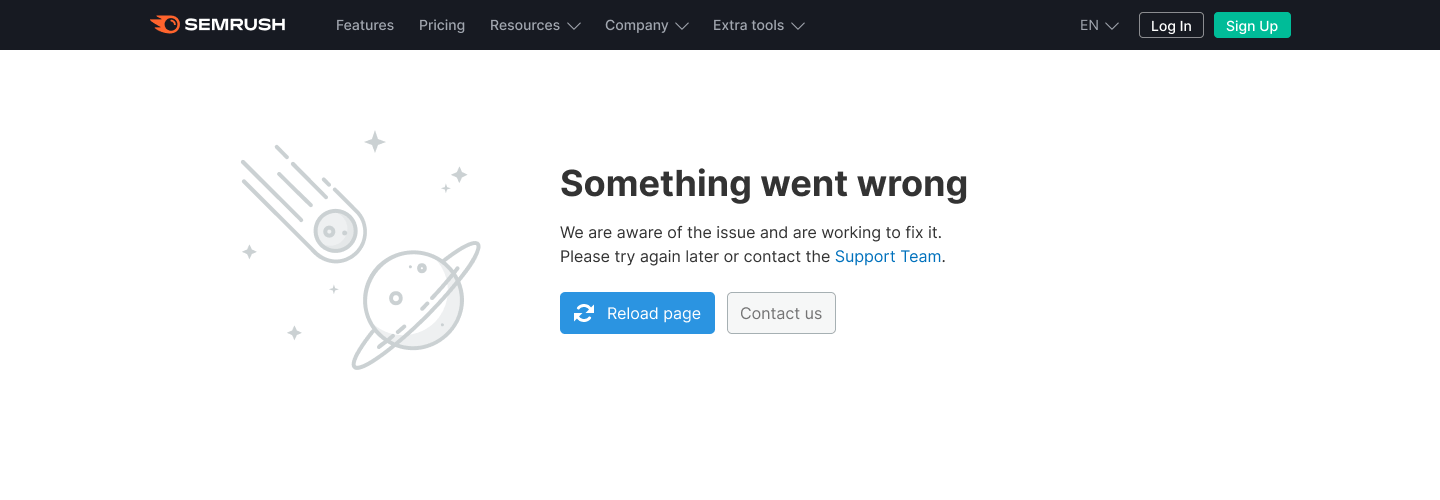 SEMRUSH Features Pricing Resources Company Extra tools EN Log In Sign Up
Something went wrong
We are aware of the issue and are working to fix it.
Please try again later or contact the Support Team.
Reload page Contact us